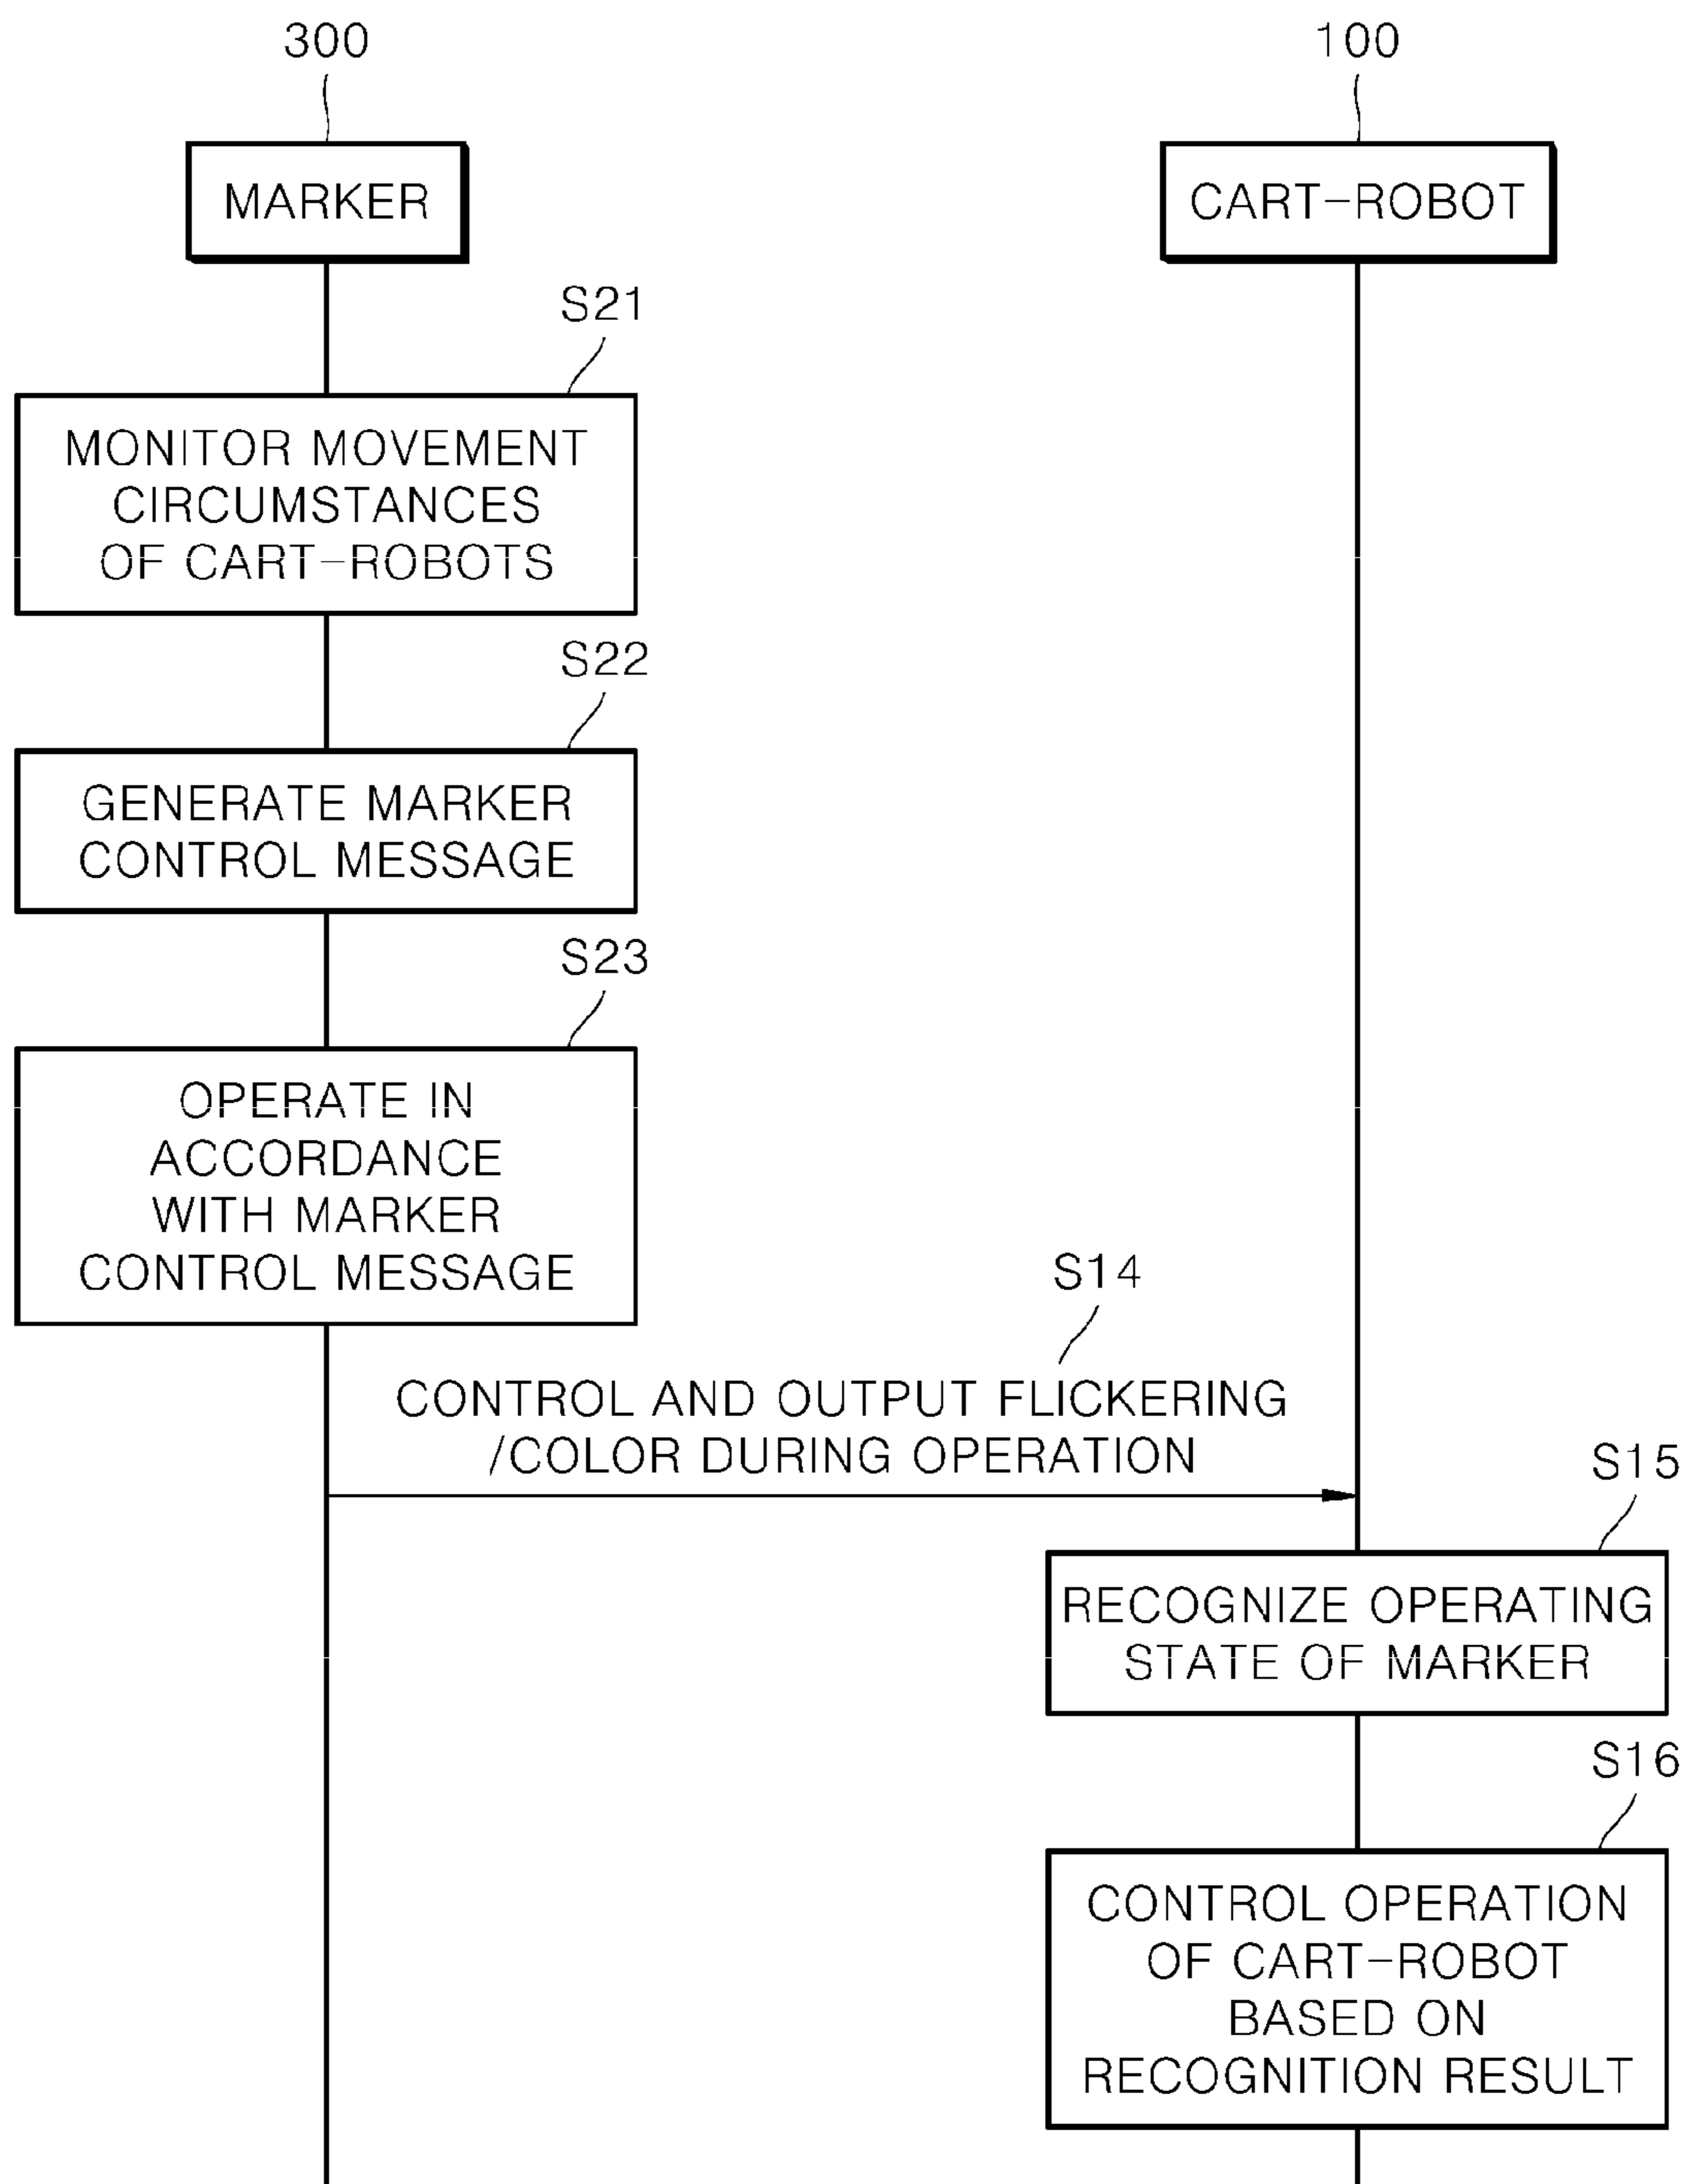 300
100
MARKER
CART-ROBOT
S21
MONITOR MOVEMENT
CIRCUMSTANCES
OF CART-ROBOTS
S22
GENERATE MARKER
CONTROL MESSAGE
S23
OPERATE IN
ACCORDANCE
WITH MARKER
CONTROL MESSAGE
S14
CONTROL AND OUTPUT FLICKERING
/COLOR DURING OPERATION
S15
RECOGNIZE OPERATING
STATE OF MARKER
S16
CONTROL OPERATION
OF CART-ROBOT
BASED ON
RECOGNITION RESULT